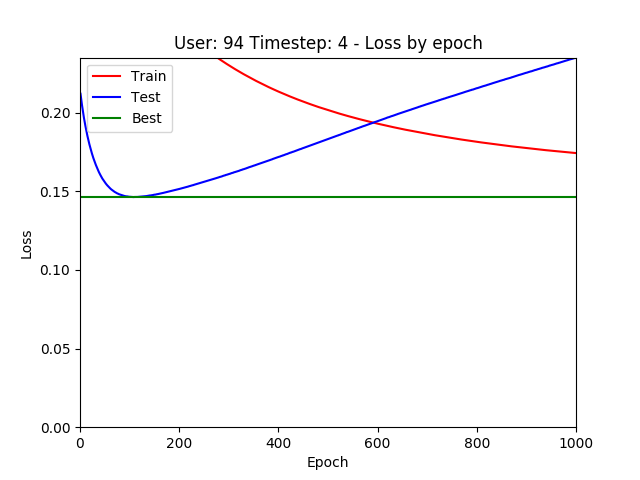 User: 94 Timestep: 4 - Loss by epoch
Train
Test
Best
0.20
0.15
0.10
0.05
0.00
Loss
0 200 400 600 800 1000
Epoch